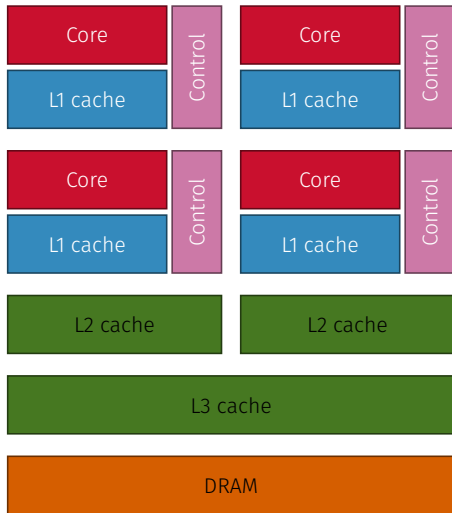 Core
Control
Core
Control
L1 cache
L1 cache
Core
Control
Core
Control
L1 cache
L1 cache
L2 cache
L2 cache
L3 cache
DRAM